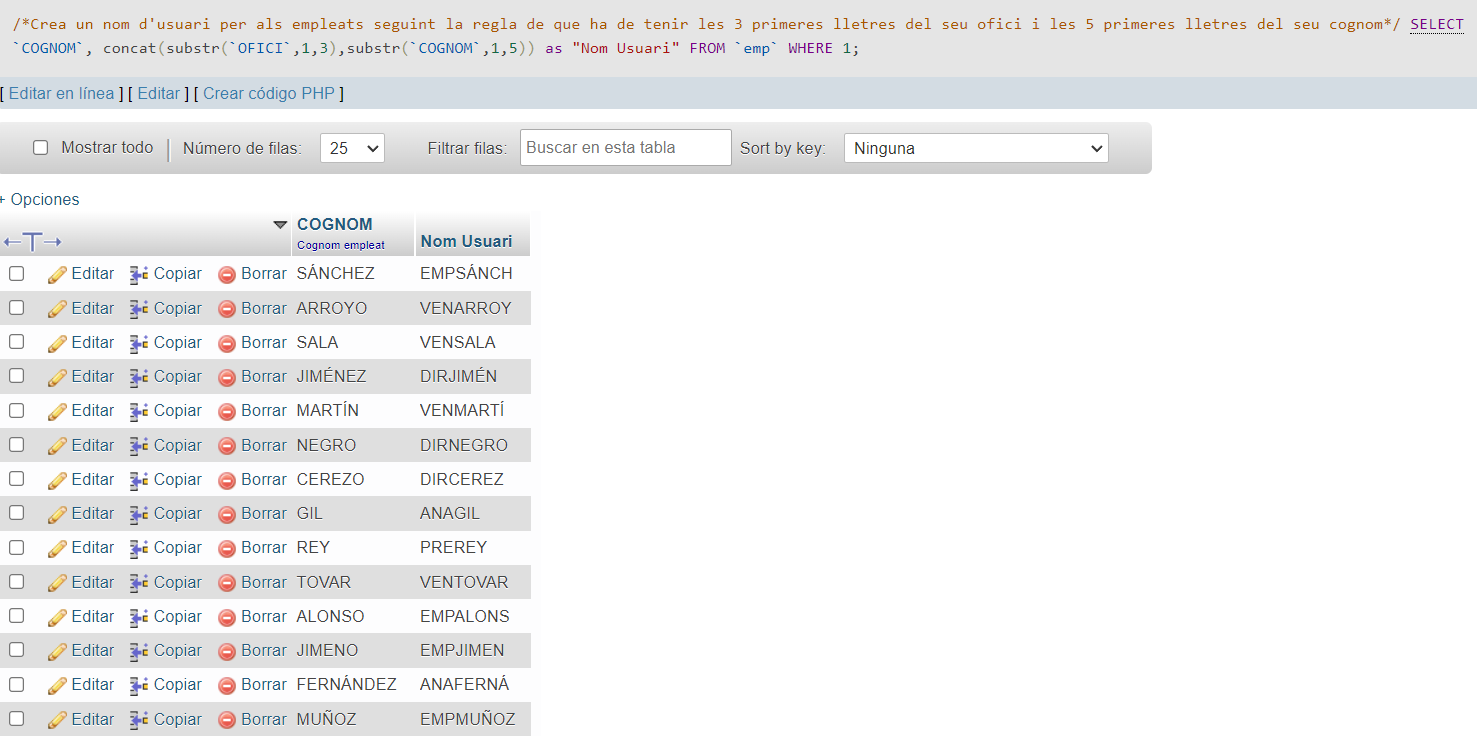 /*Crea un nom d'usuari per als empleats seguint la regla de que ha de tenir les 3 primeres lletres del seu ofici i les 5 primeres lletres del seu cognom*/ SELECT
`COGNOM`, concat(substr(`OFICI`,1,3),substr(`COGNOM`,1,5)) as "Nom Usuari" FROM `emp` WHERE 1;
[ Editar en línea ] [ Editar ] [ Crear código PHP ]
Mostrar todo | Número de filas: 25 Filtrar filas: Buscar en esta tabla Sort by key: Ninguna
+ Opciones
←T→ COGNOM
Cognom empleat Nom Usuari
Editar Copiar Borrar SÁNCHEZ EMPSÁNCH
Editar Copiar Borrar ARROYO VENARROY
Editar Copiar Borrar SALA VENSALA
Editar Copiar Borrar JIMÉNEZ DIRJIMÉN
Editar Copiar Borrar MARTÍN VENMARTÍ
Editar Copiar Borrar NEGRO DIRNEGRO
Editar Copiar Borrar CEREZO DIRCEREZ
Editar Copiar Borrar GIL ANAGIL
Editar Copiar Borrar REY PREREY
Editar Copiar Borrar TOVAR VENTOVAR
Editar Copiar Borrar ALONSO EMPALONS
Editar Copiar Borrar JIMENO EMPJIMEN
Editar Copiar Borrar FERNÁNDEZ ANAFERNÁ
Editar Copiar Borrar MUÑOZ EMPMUÑOZ